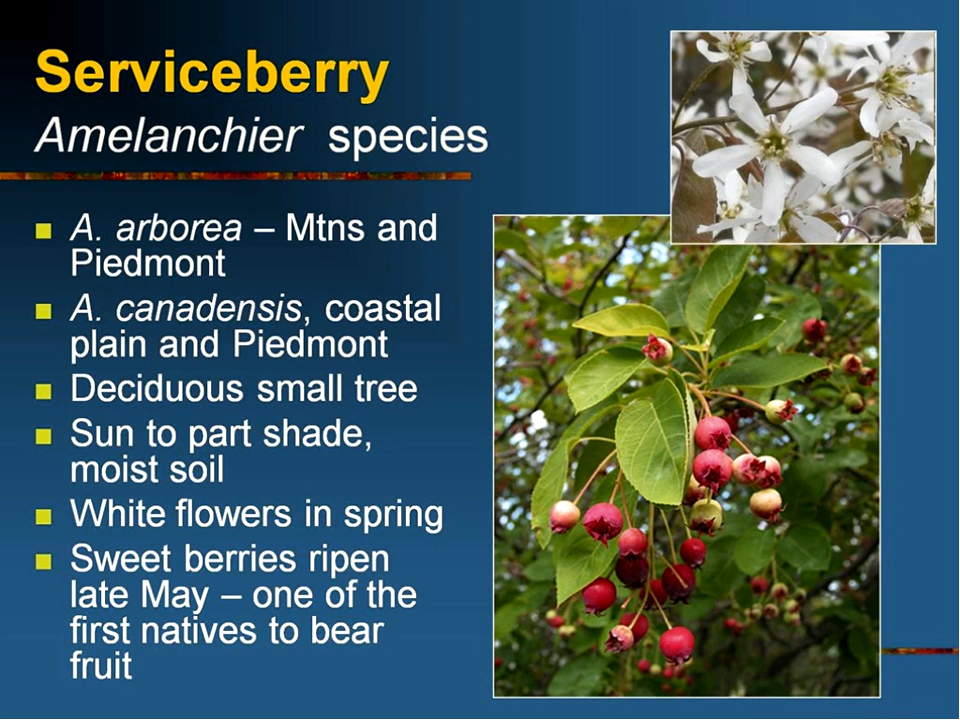 Serviceberry
Amelanchier species
A. arborea – Mtns and
Piedmont
A. canadensis, coastal
plain and Piedmont
Deciduous small tree
Sun to part shade,
moist soil
White flowers in spring
Sweet berries ripen
late May – one of the
first natives to bear
fruit